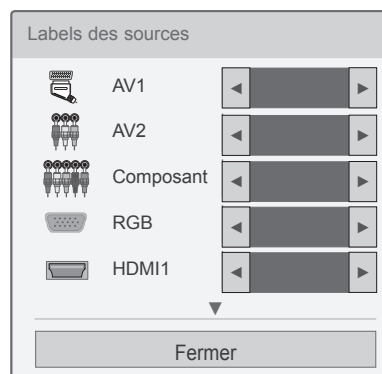 Labels des sources
AV1
AV2
Composant
RGB
HDMI1
Fermer